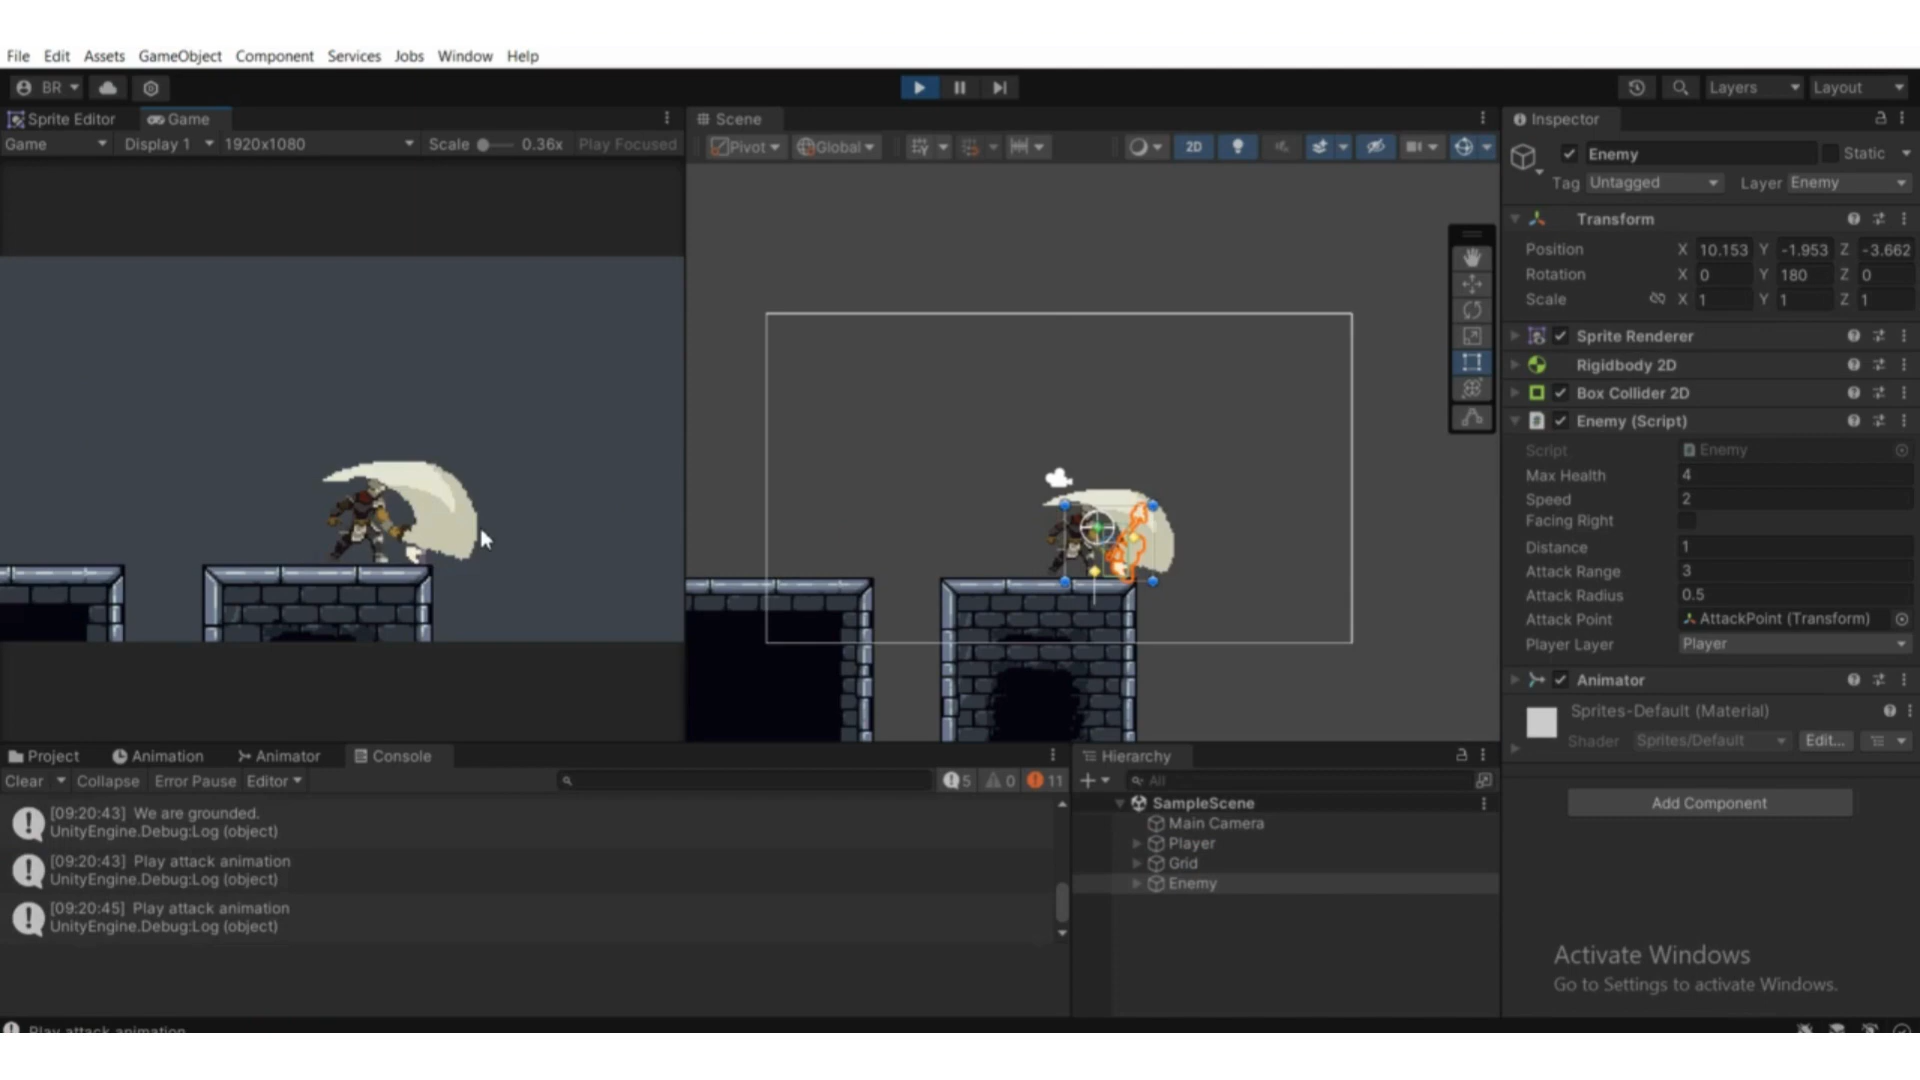 File Edit Assets GameObject Component Services Jobs Window Help
BR Layers Layout
Sprite Editor Game
Game Display 1 1920x1080 Scale 0.36x Play Focused
Scene
Pivot Global 2D
Inspector
Enemy Static
Tag Untagged Layer Enemy
Transform
Position X 10.153 Y -1.953 Z -3.662
Rotation X 0 Y 180 Z 0
Scale X 1 Y 1 Z 1
Sprite Renderer
Rigidbody 2D
Box Collider 2D
Enemy (Script)
Script Enemy
Max Health 4
Speed 2
Facing Right
Distance 1
Attack Range 3
Attack Radius 0.5
Attack Point AttackPoint (Transform)
Player Layer Player
Animator
Sprites-Default (Material)
Shader Sprites/Default Edit...
Add Component
Project Animation Animator Console
Clear Collapse Error Pause Editor 5 0 11
[09:20:43] We are grounded.
UnityEngine.Debug:Log (object)
[09:20:43] Play attack animation
UnityEngine.Debug:Log (object)
[09:20:45] Play attack animation
UnityEngine.Debug:Log (object)
Play attack animation
Hierarchy
All
SampleScene
Main Camera
Player
Grid
Enemy
Activate Windows
Go to Settings to activate Windows.